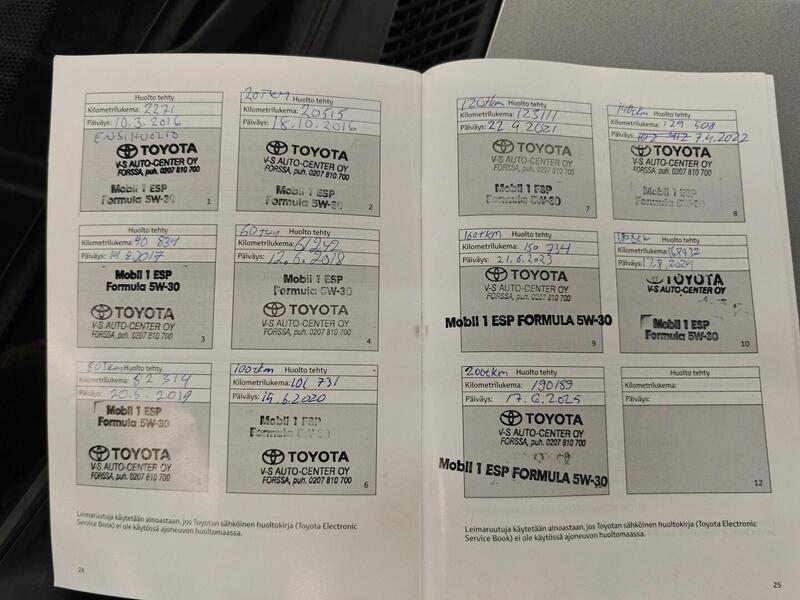 Huolto tehty
Kilometrilukema: 2271
Päiväys: 10.3.2016
ENSIHUOLTO
TOYOTA
V-S AUTO-CENTER OY
FORSSA, puh. 0207 810 700
Mobil 1 ESP
Formula 5W-30
1
20TKM Huolto tehty
Kilometrilukema: 20515
Päiväys: 18.10.2016
TOYOTA
V-S AUTO-CENTER OY
FORSSA, puh. 0207 810 700
Mobil 1 ESP
Formula 5W-30
2
Huolto tehty
Kilometrilukema: 40 834
Päiväys: 14.8.2017
Mobil 1 ESP
Formula 5W-30
TOYOTA
V-S AUTO-CENTER OY
FORSSA, puh. 0207 810 700
3
60tkm Huolto tehty
Kilometrilukema: 61242
Päiväys: 12.6.2018
Mobil 1 ESP
Formula 5W-30
TOYOTA
V-S AUTO-CENTER OY
FORSSA, puh. 0207 810 700
4
80TKM Huolto tehty
Kilometrilukema: 82 314
Päiväys: 20.5.2019
Mobil 1 ESP
Formula 5W-30
TOYOTA
V-S AUTO-CENTER OY
FORSSA, puh. 0207 810 700
100tkm Huolto tehty
Kilometrilukema: 101 731
Päiväys: 15.6.2020
Mobil 1 ESP
Formula 5W-30
TOYOTA
V-S AUTO-CENTER OY
FORSSA, puh. 0207 810 700
6
Leimaruutuja käytetään ainoastaan, jos Toyotan sähköinen huoltokirja (Toyota Electronic
Service Book) ei ole käytössä ajoneuvon huoltomaassa.
24
120tkm Huolto tehty
Kilometrilukema: 123111
Päiväys: 22.9.2021
TOYOTA
V-S AUTO-CENTER OY
FORSSA, puh. 0207 810 700
Mobil 1 ESP
Formula 5W-30
7
140tkm Huolto tehty
Kilometrilukema: 129 508
Päiväys: 7.4.2022
TOYOTA
V-S AUTO-CENTER OY
FORSSA, puh. 0207 810 700
Mobil 1 ESP
Formula 5W-30
8
160tkm Huolto tehty
Kilometrilukema: 150 734
Päiväys: 21.6.2023
TOYOTA
V-S AUTO-CENTER OY
FORSSA, puh. 0207 810 700
Mobil 1 ESP FORMULA 5W-30
9
Huolto tehty
Kilometrilukema: 168932
Päiväys:
TOYOTA
Mobil 1 ESP
Formula 5W-30
10
200tkm Huolto tehty
Kilometrilukema: 190189
Päiväys: 17.6.2025
TOYOTA
V-S AUTO-CENTER OY
FORSSA, puh. 0207 810 700
Mobil 1 ESP FORMULA 5W-30
Huolto tehty
Kilometrilukema:
Päiväys:
12
Leimaruutuja käytetään ainoastaan, jos Toyotan sähköinen huoltokirja (Toyota Electronic
Service Book) ei ole käytössä ajoneuvon huoltomaassa.
25